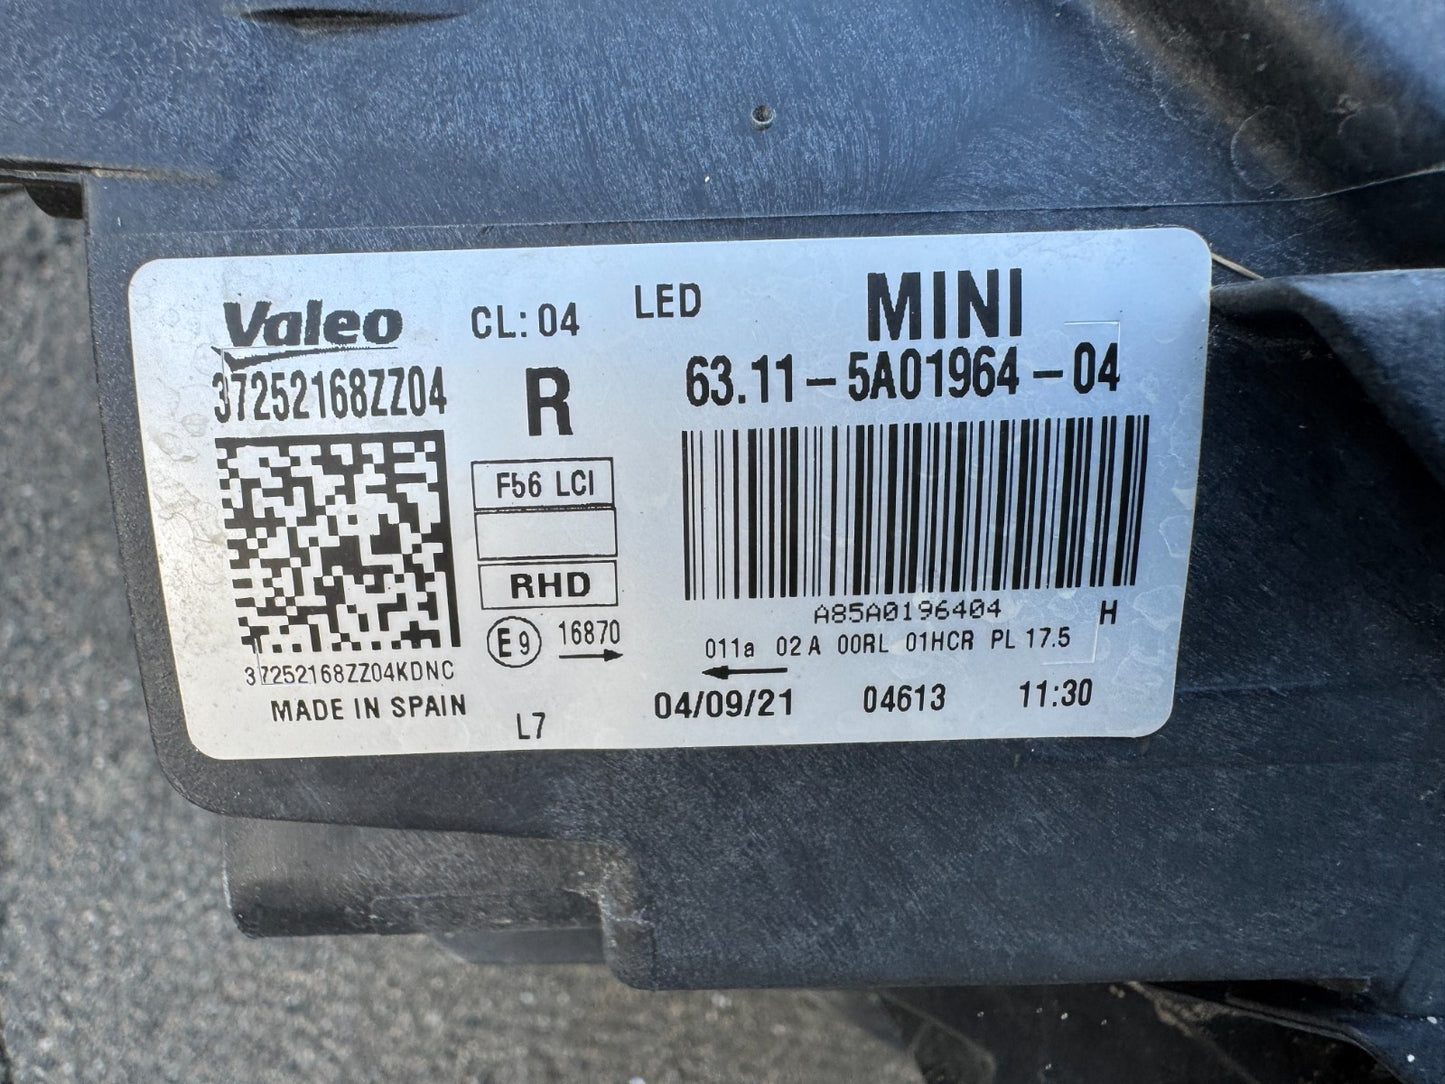 Valeo CL: 04 LED MINI
37252168ZZ04 R 63.11 - 5A01964 - 04
F56 LCI
RHD
A85A0196404 H
E9 16870
011a 02A 00RL 01HCR PL 17.5
37252168ZZ04KDNC
MADE IN SPAIN L7 04/09/21 04613 11:30